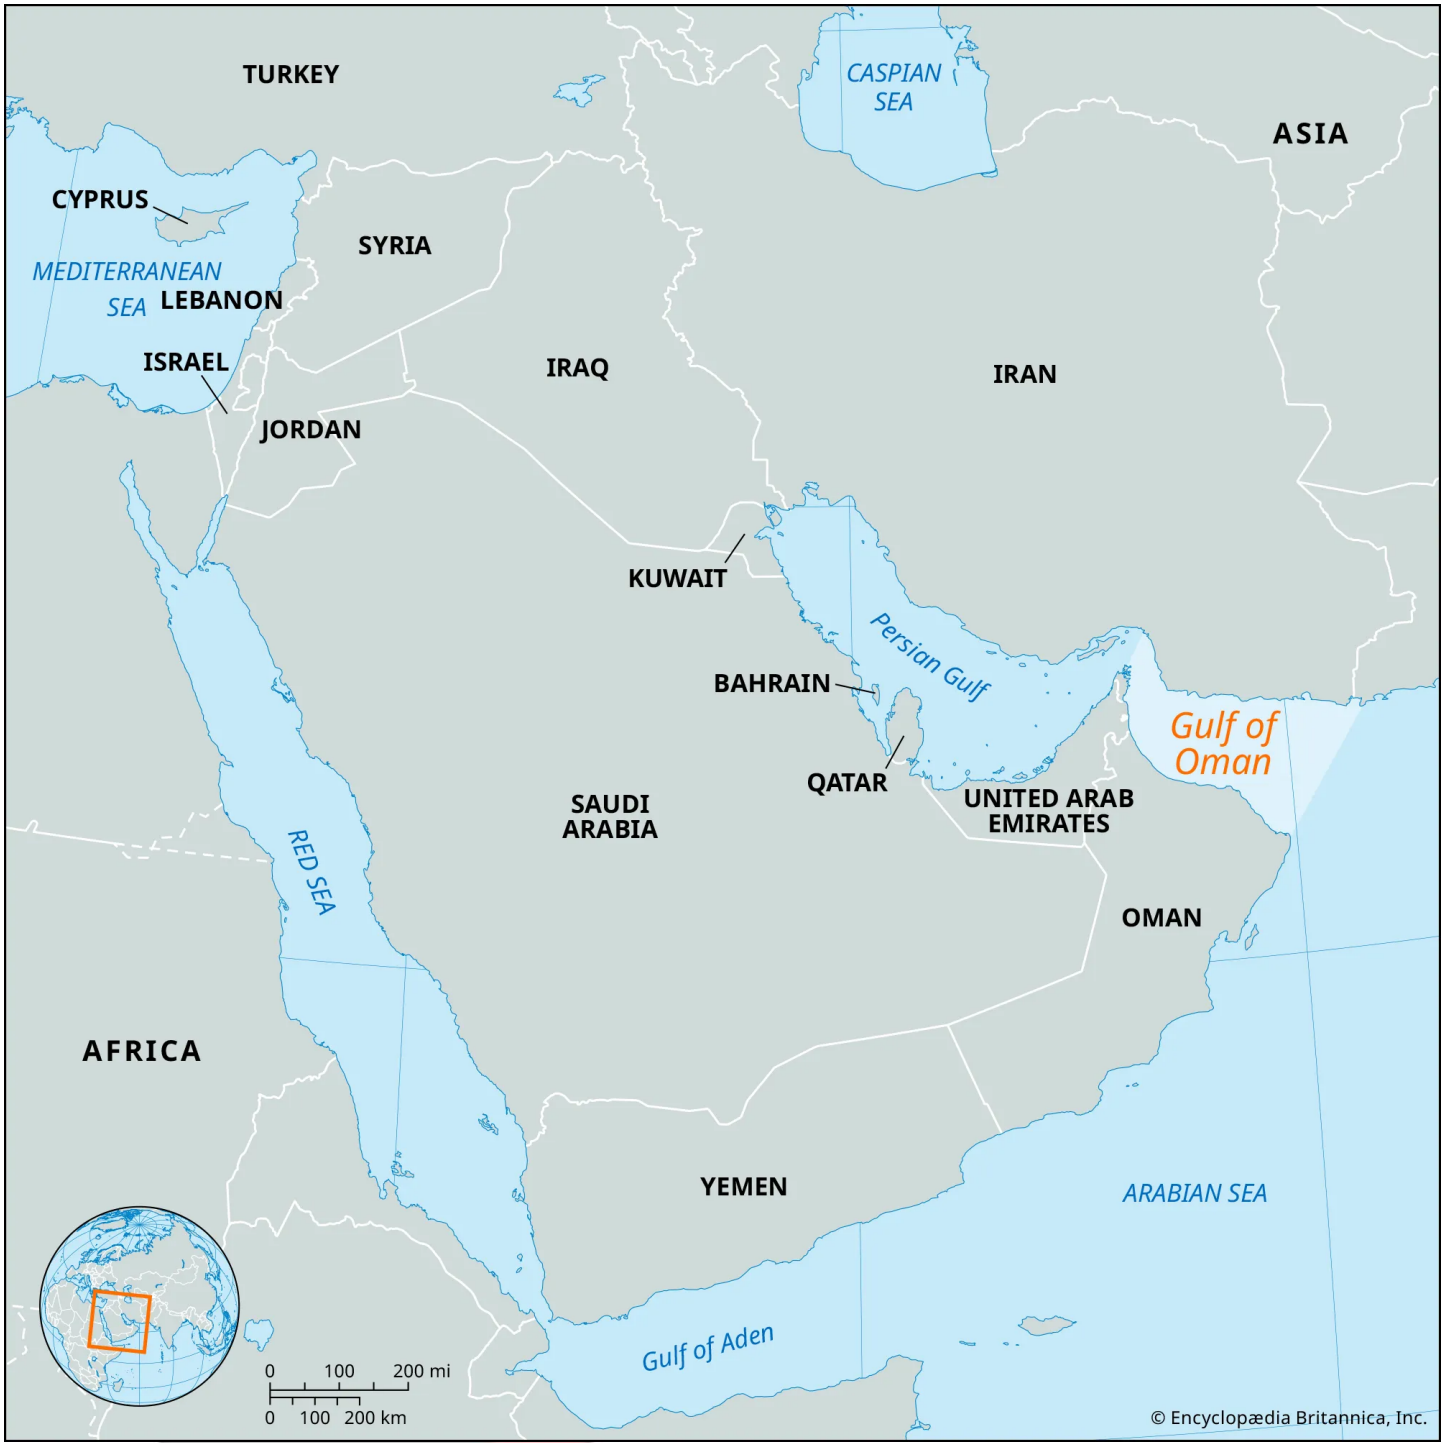 TURKEY
CASPIAN
SEA
ASIA
CYPRUS
SYRIA
MEDITERRANEAN
SEA
LEBANON
ISRAEL
IRAQ
IRAN
JORDAN
KUWAIT
Persian Gulf
BAHRAIN
Gulf of
Oman
QATAR
UNITED ARAB
EMIRATES
SAUDI
ARABIA
RED SEA
OMAN
AFRICA
YEMEN
ARABIAN SEA
Gulf of Aden
0 100 200 mi
0 100 200 km
© Encyclopædia Britannica, Inc.